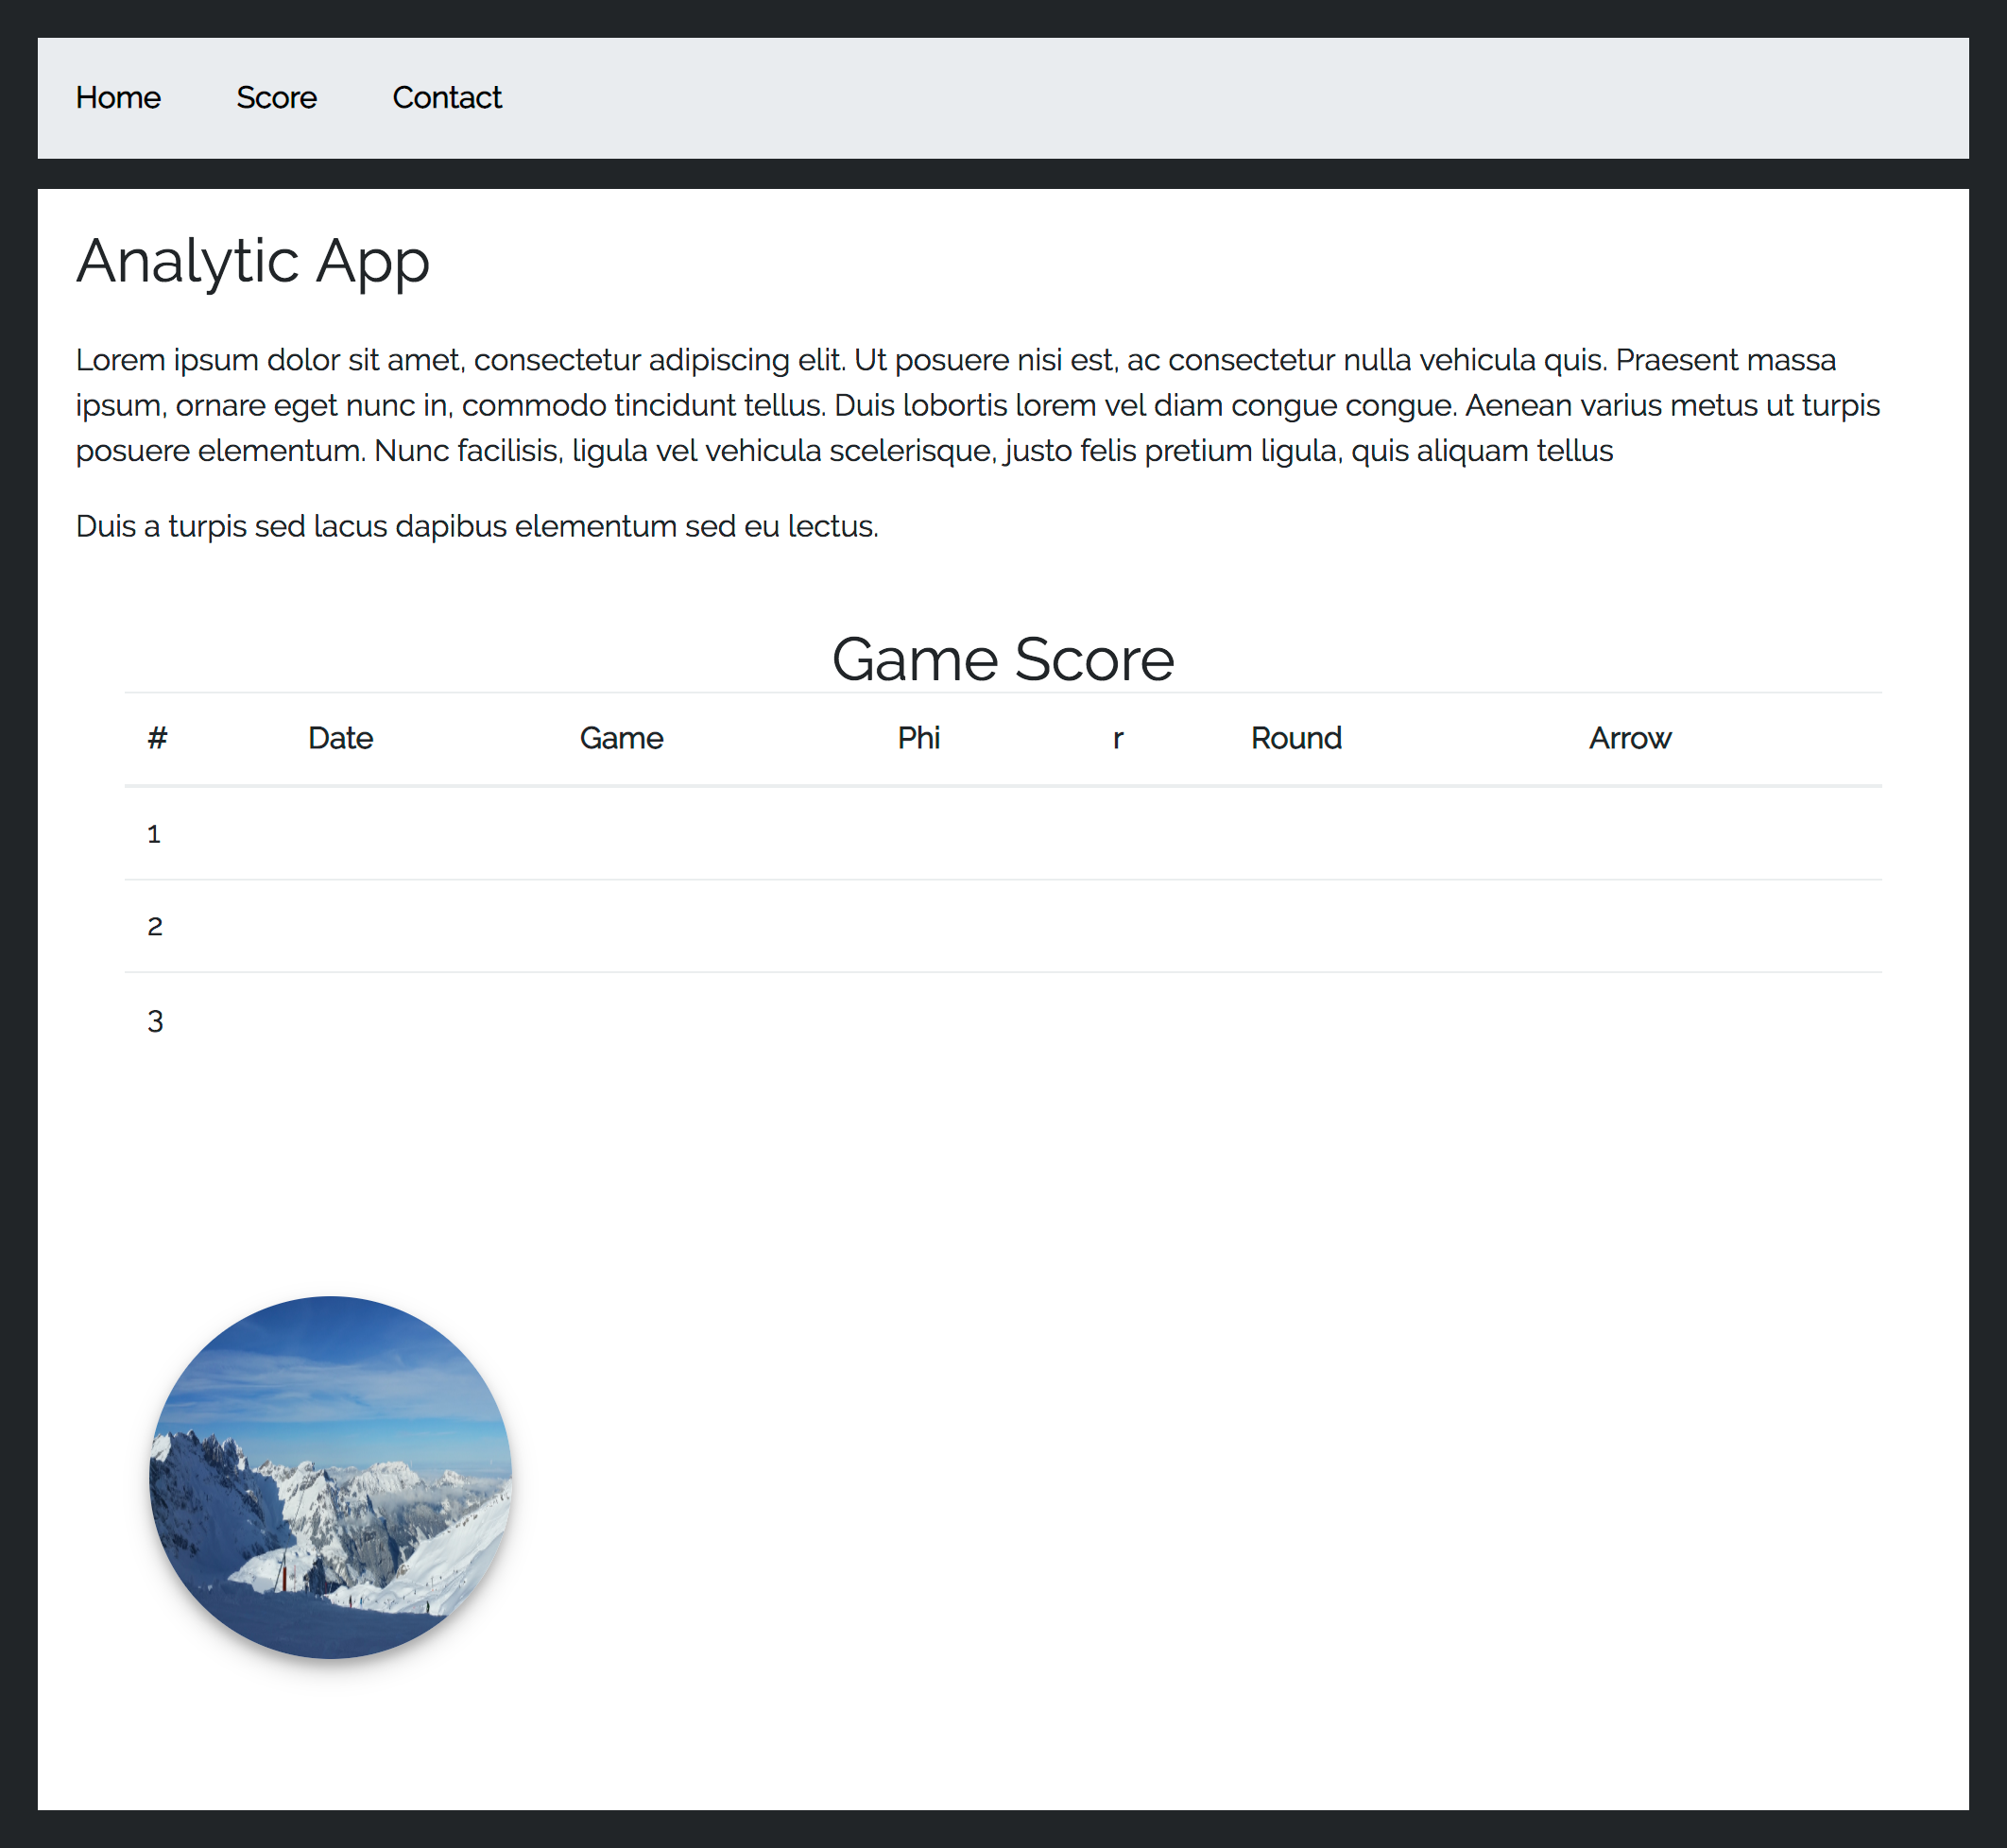 Home Score Contact
Analytic App
Lorem ipsum dolor sit amet, consectetur adipiscing elit. Ut posuere nisi est, ac consectetur nulla vehicula quis. Praesent massa
ipsum, ornare eget nunc in, commodo tincidunt tellus. Duis lobortis lorem vel diam congue congue. Aenean varius metus ut turpis
posuere elementum. Nunc facilisis, ligula vel vehicula scelerisque, justo felis pretium ligula, quis aliquam tellus
Duis a turpis sed lacus dapibus elementum sed eu lectus.
Game Score
# Date Game Phi r Round Arrow
1
2
3